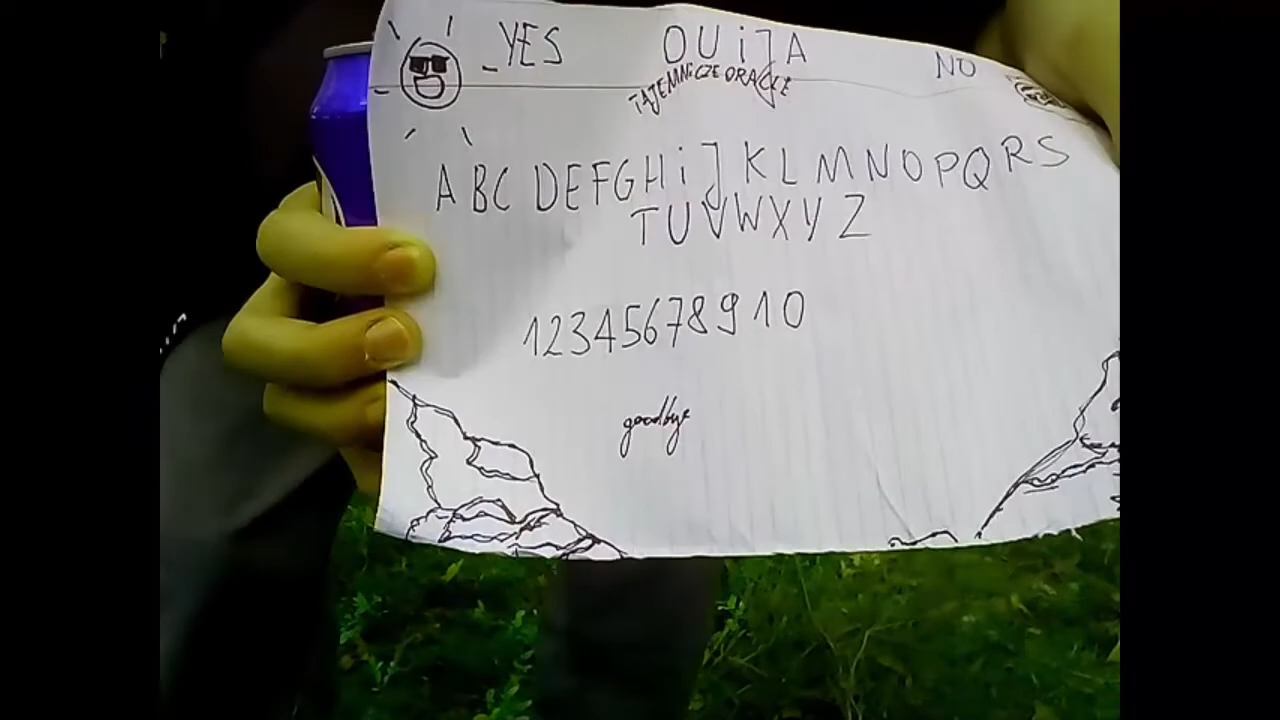 YES OUiJA NO
TAJEMNiCZE ORACLE
A B C D E F G H i J K L M N O P Q R S
T U V W X Y Z
1 2 3 4 5 6 7 8 9 10
goodbye